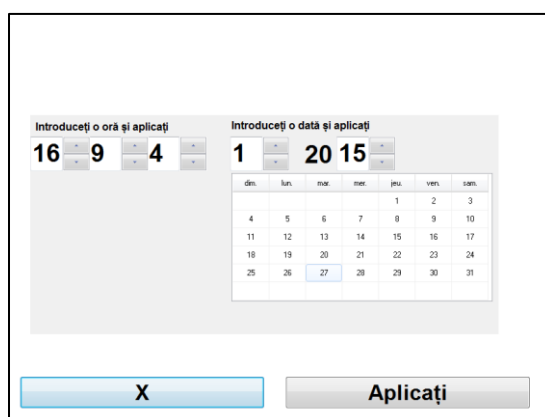 Introduceți o oră și aplicați
16 9 4
Introduceți o dată și aplicați
1 20 15
dim. lun. mar. mer. jeu. ven. sam.
1 2 3
4 5 6 7 8 9 10
11 12 13 14 15 16 17
18 19 20 21 22 23 24
25 26 27 28 29 30 31
X Aplicați